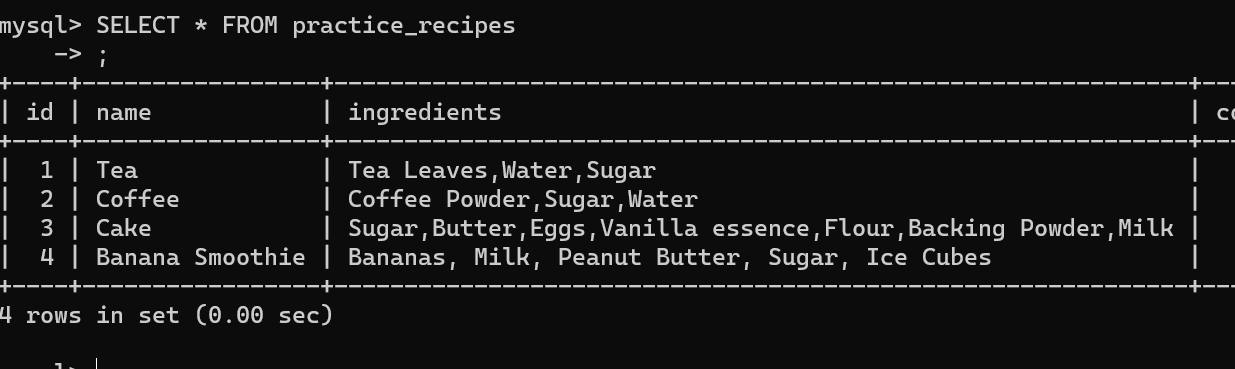 mysql> SELECT * FROM practice_recipes
-> ;
+----+-----------------+-------------------------------------------------------------+---
| id | name | ingredients | co
+----+-----------------+-------------------------------------------------------------+---
| 1 | Tea | Tea Leaves,Water,Sugar |
| 2 | Coffee | Coffee Powder,Sugar,Water |
| 3 | Cake | Sugar,Butter,Eggs,Vanilla essence,Flour,Backing Powder,Milk |
| 4 | Banana Smoothie | Bananas, Milk, Peanut Butter, Sugar, Ice Cubes |
+----+-----------------+-------------------------------------------------------------+---
4 rows in set (0.00 sec)